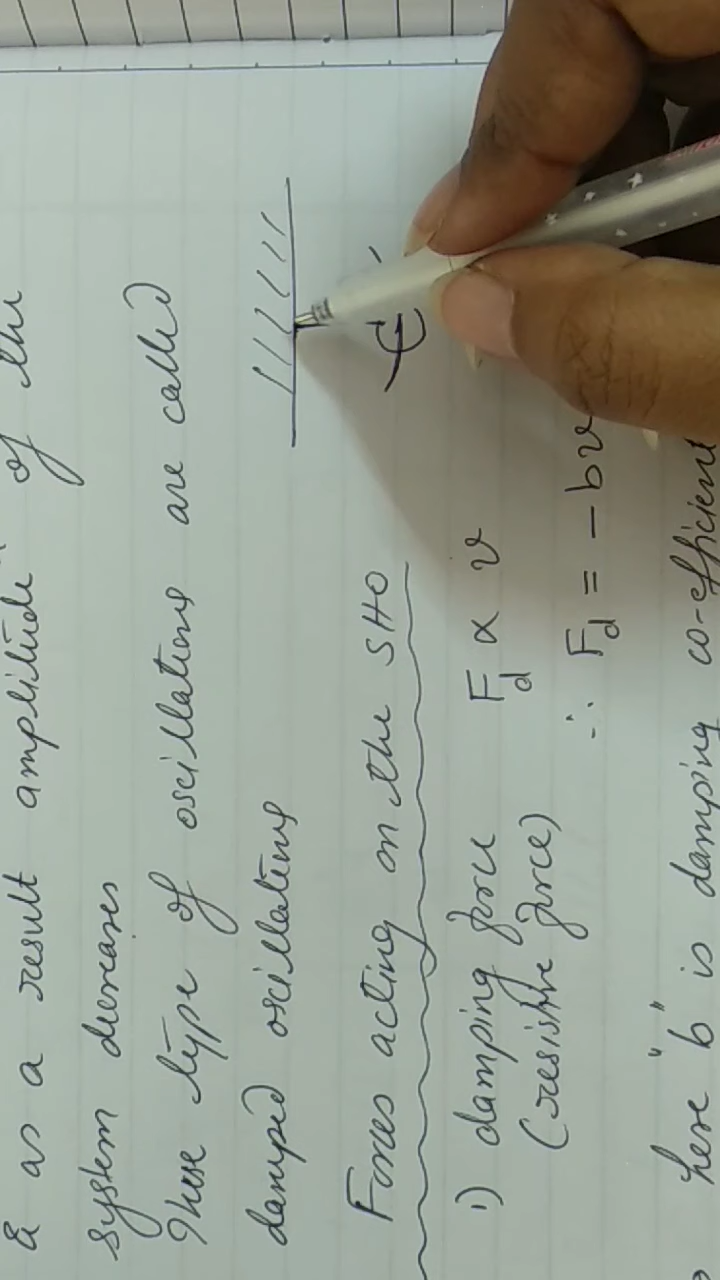 & as a result amplitude of the
system decreases
These type of oscillations are called
damped oscillations
Forces acting on the SHO
1) damping force F_d ∝ v
(resistive force) ∴ F_d = - bv
here "b" is damping co-efficient